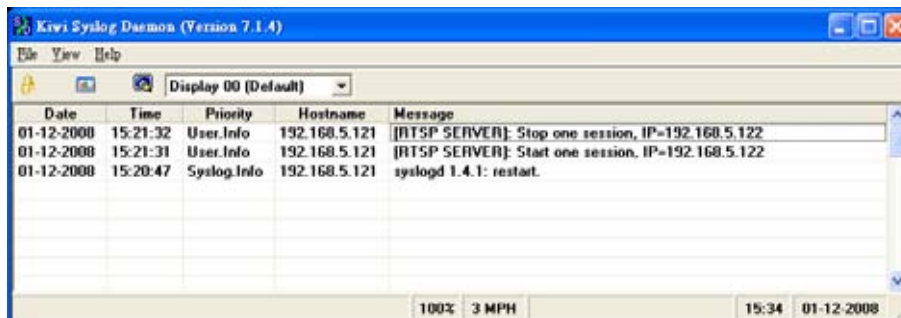 Kiwi Syslog Daemon (Version 7.1.4)
File View Help
Display 00 (Default)
Date Time Priority Hostname Message
01-12-2008 15:21:32 User.Info 192.168.5.121 [RTSP SERVER]: Stop one session, IP=192.168.5.122
01-12-2008 15:21:31 User.Info 192.168.5.121 [RTSP SERVER]: Start one session, IP=192.168.5.122
01-12-2008 15:20:47 Syslog.Info 192.168.5.121 syslogd 1.4.1: restart.
100% 3 MPH 15:34 01-12-2008